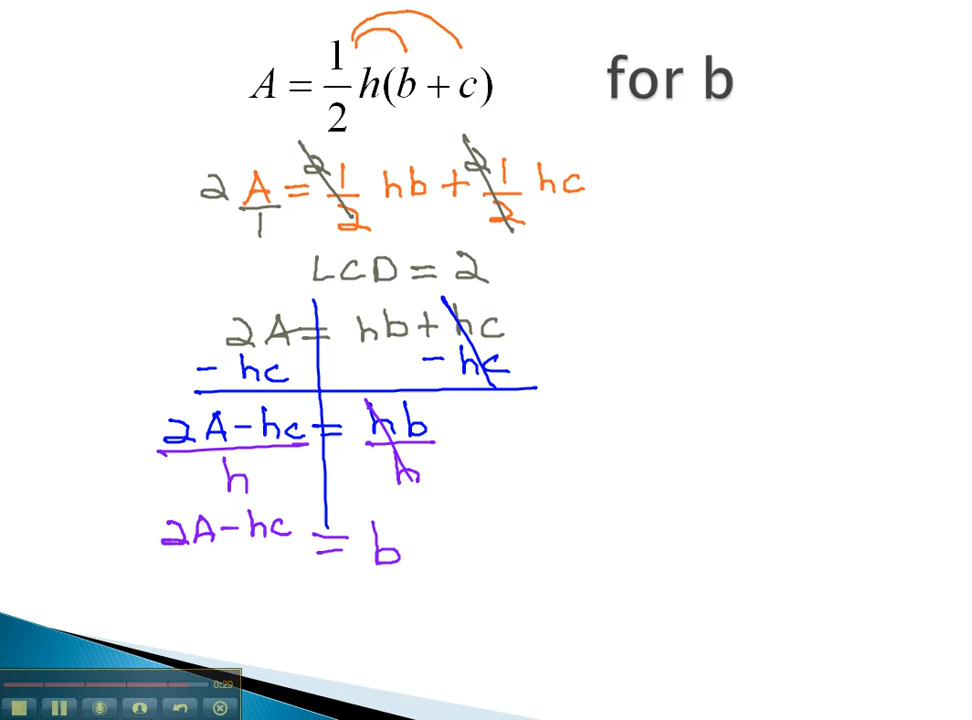 A = 1/2 h(b + c) for b
2 A/1 = 2 1/2 hb + 2 1/2 hc
LCD = 2
2A = hb + hc
- hc - hc
2A - hc = hb
h h
2A - hc = b
0:29